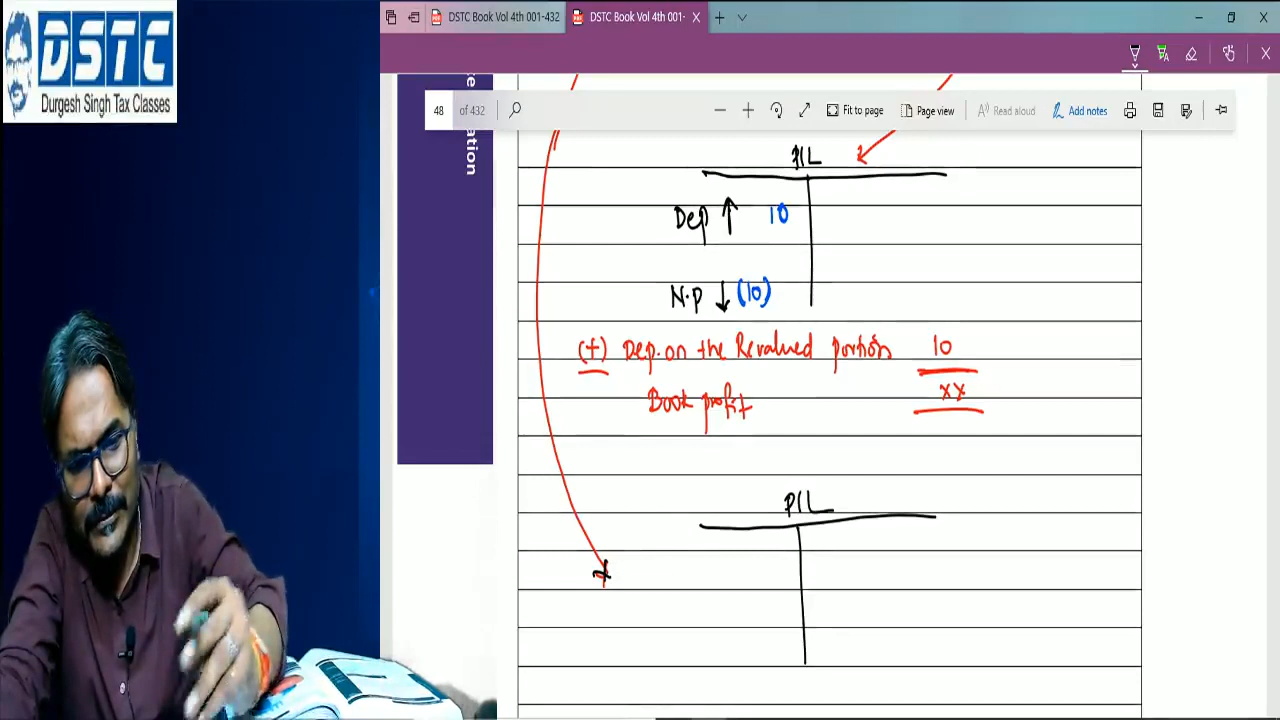 DSTC
Durgesh Singh Tax Classes
DSTC Book Vol 4th 001-432
DSTC Book Vol 4th 001-
48 of 432
Fit to page
Page view
Read aloud
Add notes
ation
P/L
Dep ↑ 10
N.P ↓ (10)
(+) Dep. on the Revalued portion 10
Book profit xx
P/L